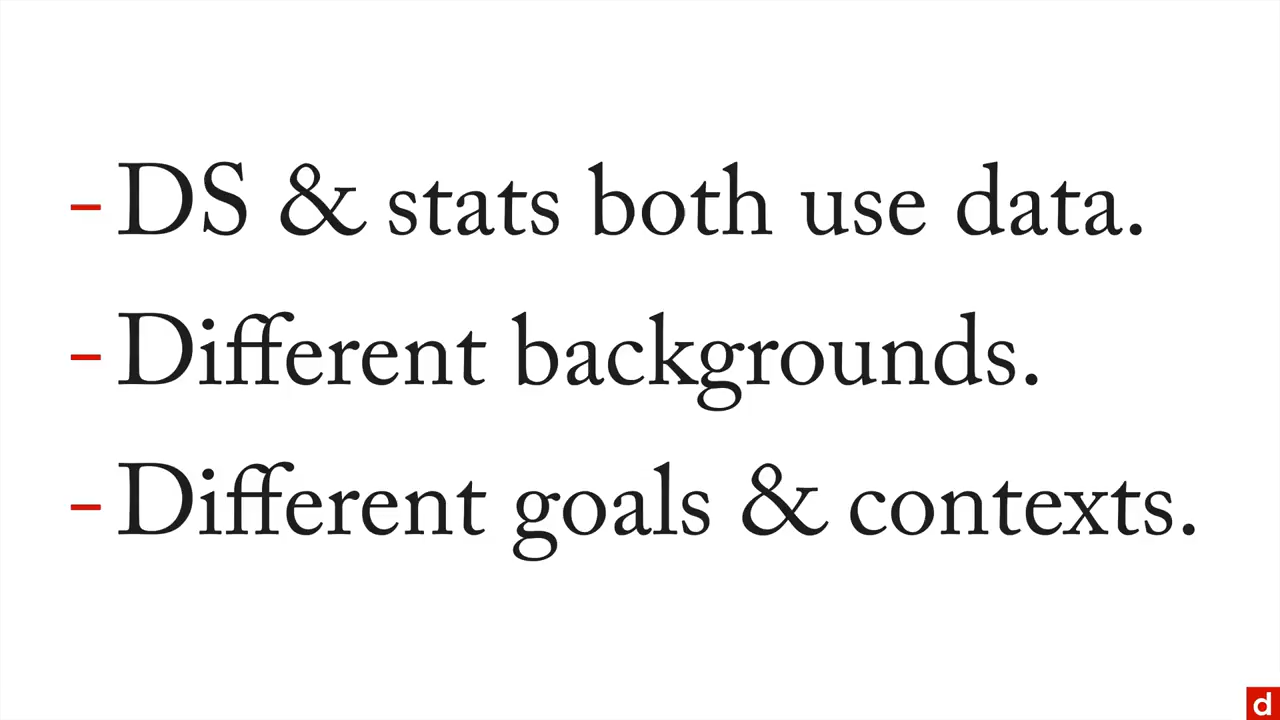 - DS & stats both use data.
- Different backgrounds.
- Different goals & contexts.
d